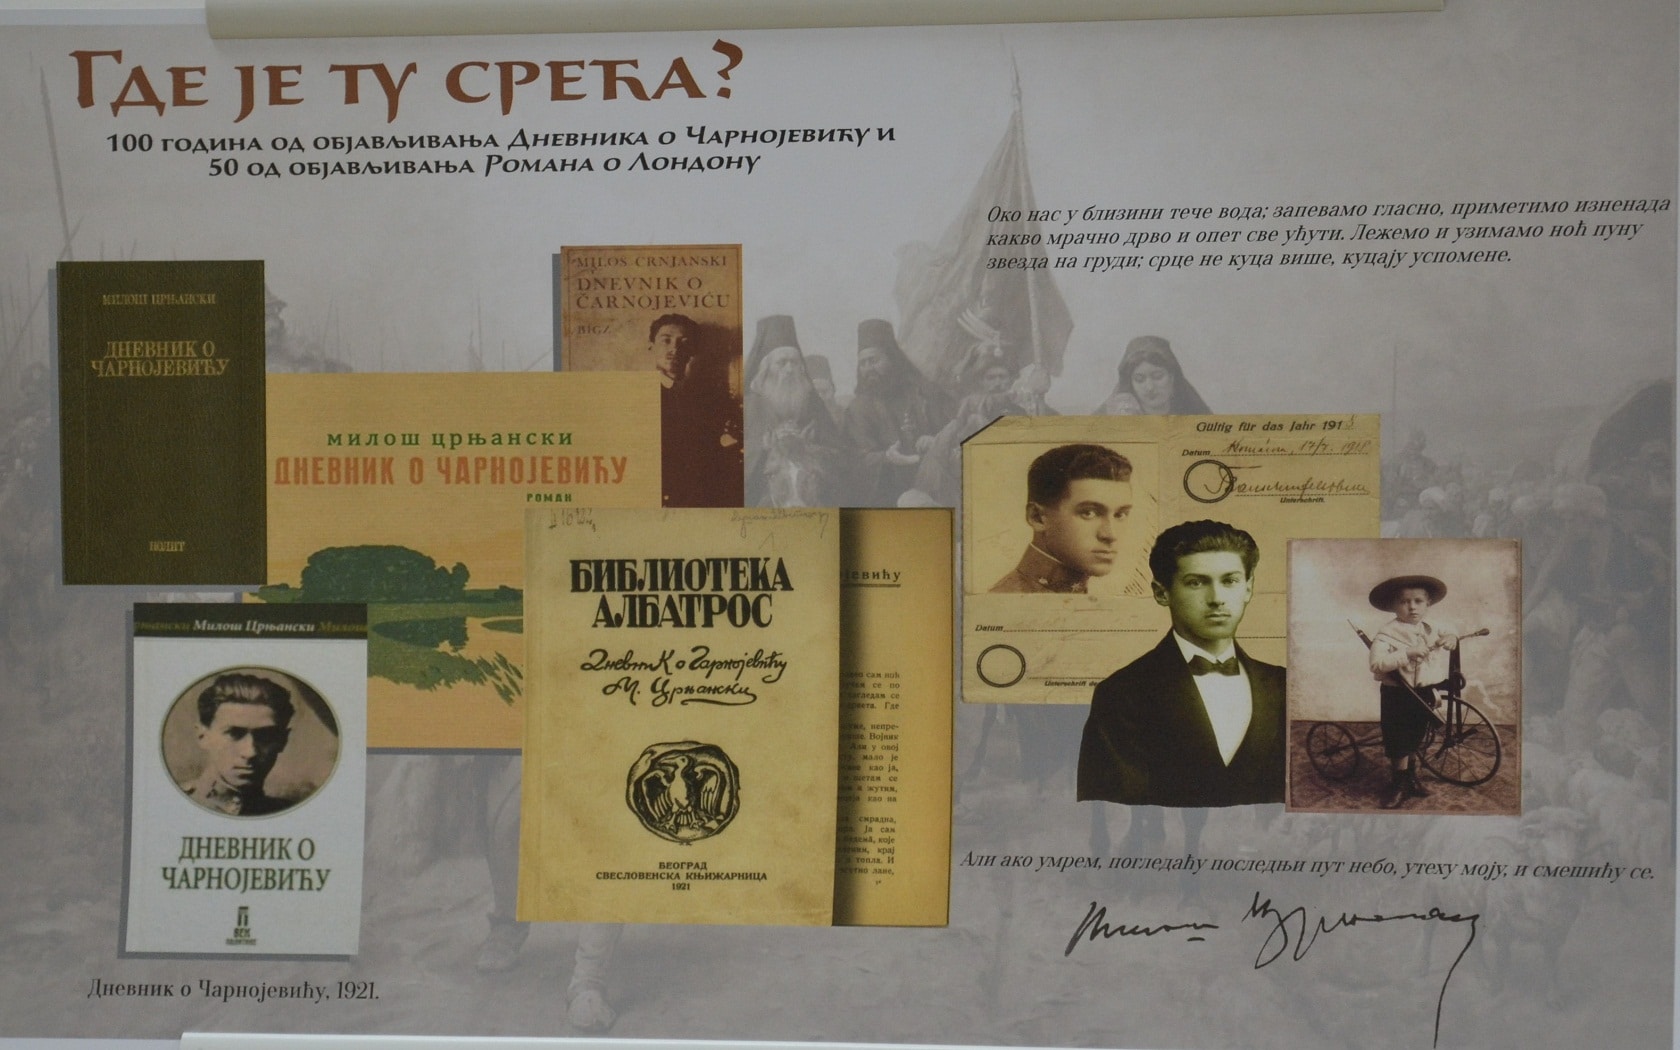 Где је ту срећа?
100 година од објављивања Дневника о Чарнојевићу и
50 од објављивања Романа о Лондону
Око нас у близини тече вода; запевамо гласно, приметимо изненада
какво мрачно дрво и опет све ућути. Лежемо и узимамо ноћ пуну
звезда на груди; срце не куца више, куцају успомене.
МИЛОШ ЦРЊАНСКИ
ДНЕВНИК О
ЧАРНОЈЕВИЋУ
НОЛИТ
MILOŠ CRNJANSKI
DNEVNIK O
ČARNOJEVIĆU
BIGZ
МИЛОШ ЦРЊАНСКИ
ДНЕВНИК О ЧАРНОЈЕВИЋУ
РОМАН
Милош Црњански
ДНЕВНИК О
ЧАРНОЈЕВИЋУ
БИБЛИОТЕКА
АЛБАТРОС
Дневник о Чарнојевићу
М. Црњански
БЕОГРАД
СВЕСЛОВЕНСКА КЊИЖАРНИЦА
1921
Gültig für das Jahr 191
Datum
Unterschrift.
Datum
Али ако умрем, погледаћу последњи пут небо, утеху моју, и смешићу се.
Дневник о Чарнојевићу, 1921.